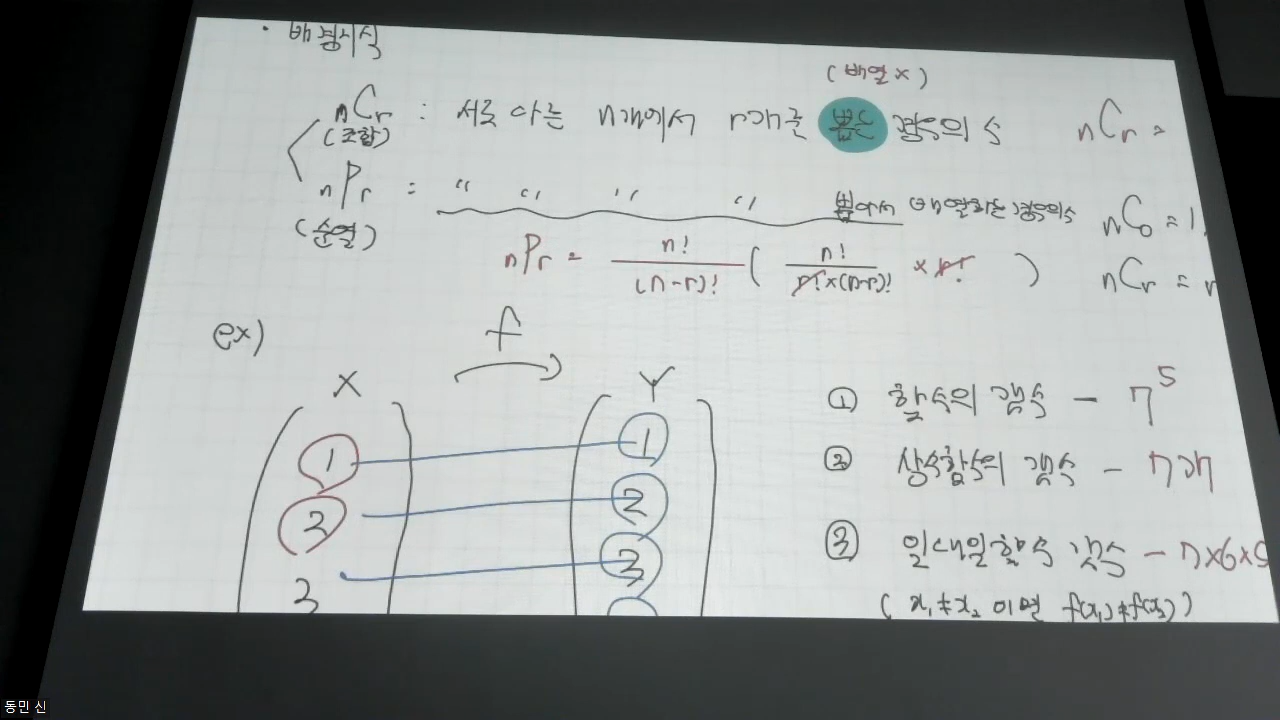 · 배경지식
(배열 x)
nCr : 서로 다른 n개에서 r개를 뽑는 경우의 수 nCr =
(조합)
nPr : " " " " 뽑아서 배열하는 경우의수 nC0 = 1,
(순열)
nPr = n!/(n-r)! ( n!/r!×(n-r)! × r! ) nCr = n
ex) f
X Y
1 1 ① 함수의 갯수 - 7^5
2 2 ② 상수함수의 갯수 - 7개
3 3 ③ 일대일함수 갯수 - 7×6×5
( x₁≠x₂ 이면 f(x₁)≠f(x₂) )
동민 신